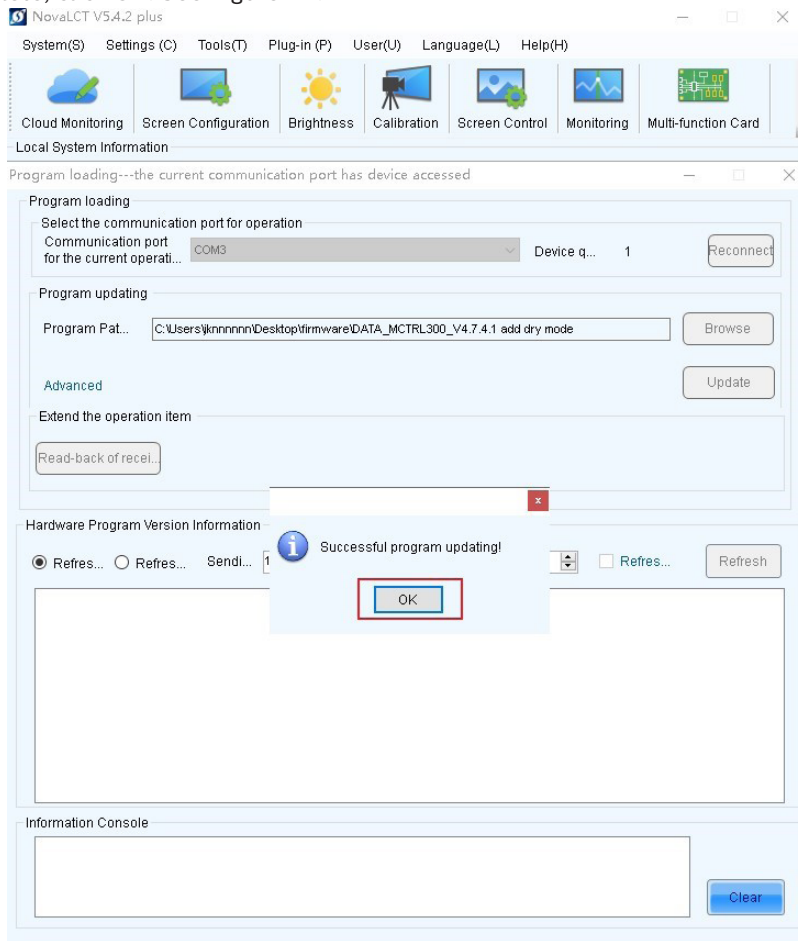 NovaLCT V5.4.2 plus
System(S) Settings (C) Tools(T) Plug-in (P) User(U) Language(L) Help(H)
Cloud Monitoring Screen Configuration Brightness Calibration Screen Control Monitoring Multi-function Card
Local System Information
Program loading---the current communication port has device accessed
Program loading
Select the communication port for operation
Communication port
for the current operati... COM3 Device q... 1 Reconnect
Program updating
Program Pat... C:\Users\jknnnnnn\Desktop\firmware\DATA_MCTRL300_V4.7.4.1 add dry mode Browse
Advanced Update
Extend the operation item
Read-back of recei...
Hardware Program Version Information
Successful program updating!
Refres... Refres... Sendi... 1 Refres... Refresh
OK
Information Console
Clear